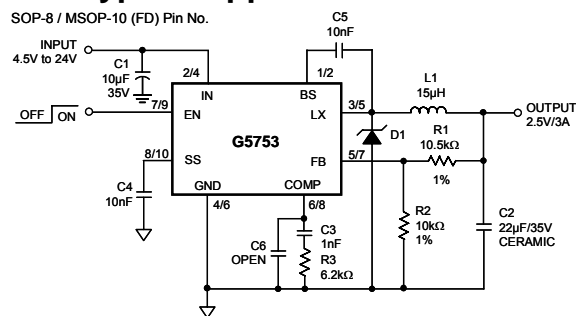 SOP-8 / MSOP-10 (FD) Pin No.
INPUT
4.5V to 24V
C1
10µF
35V
2/4
IN
C5
10nF
1/2
BS
OFF
ON
7/9
EN
G5753
LX
3/5
L1
15µH
OUTPUT
2.5V/3A
D1
R1
10.5kΩ
1%
8/10
SS
FB
5/7
C4
10nF
GND
4/6
COMP
6/8
C6
OPEN
C3
1nF
R3
6.2kΩ
R2
10kΩ
1%
C2
22µF/35V
CERAMIC